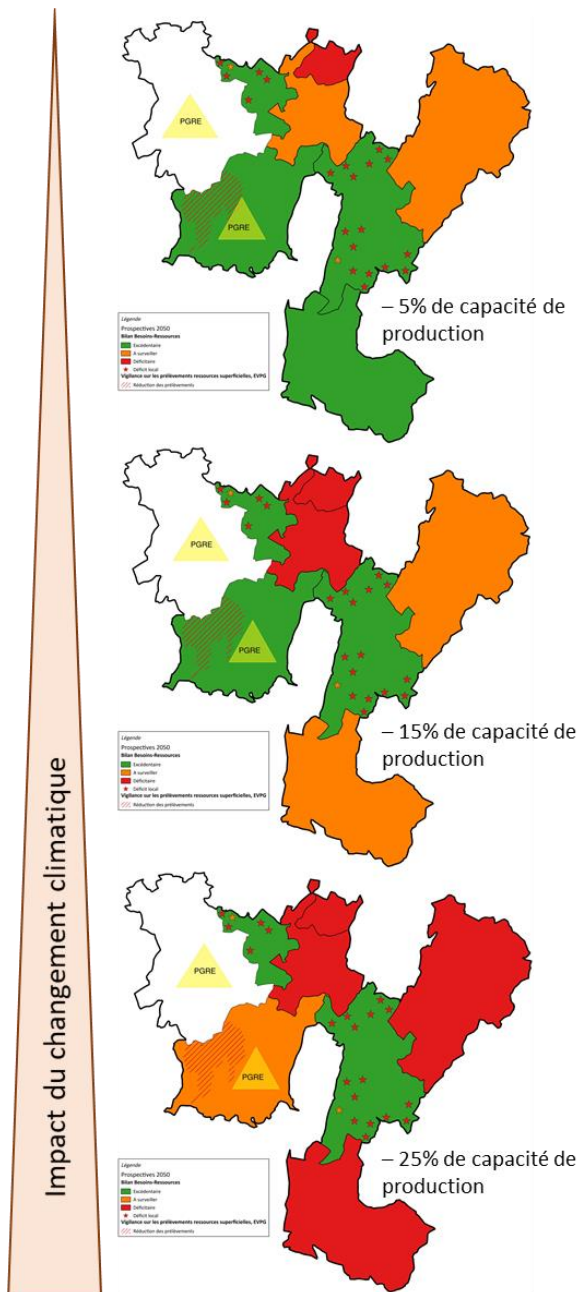 Impact du changement climatique
PGRE
PGRE
– 5% de capacité de
production
Légende
Prospectives 2050
Bilan Besoins-Ressources
Excédentaire
A surveiller
Déficitaire
Déficit local
Vigilance sur les prélèvements ressources superficielles, EVPG
Réduction des prélèvements
PGRE
PGRE
– 15% de capacité de
production
Légende
Prospectives 2050
Bilan Besoins-Ressources
Excédentaire
A surveiller
Déficitaire
Déficit local
Vigilance sur les prélèvements ressources superficielles, EVPG
Réduction des prélèvements
PGRE
PGRE
– 25% de capacité de
production
Légende
Prospectives 2050
Bilan Besoins-Ressources
Excédentaire
A surveiller
Déficitaire
Déficit local
Vigilance sur les prélèvements ressources superficielles, EVPG
Réduction des prélèvements